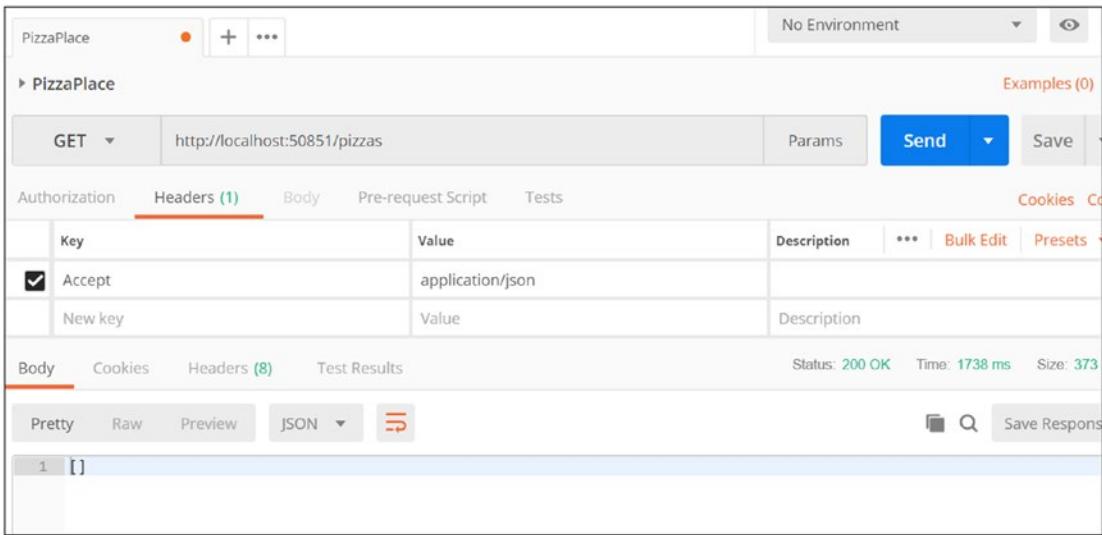 PizzaPlace + ••• No Environment
PizzaPlace Examples (0)
GET http://localhost:50851/pizzas Params Send Save
Authorization Headers (1) Body Pre-request Script Tests Cookies
Key Value Description ••• Bulk Edit Presets
Accept application/json
New key Value Description
Body Cookies Headers (8) Test Results Status: 200 OK Time: 1738 ms Size: 373
Pretty Raw Preview JSON Save Respons
1 []